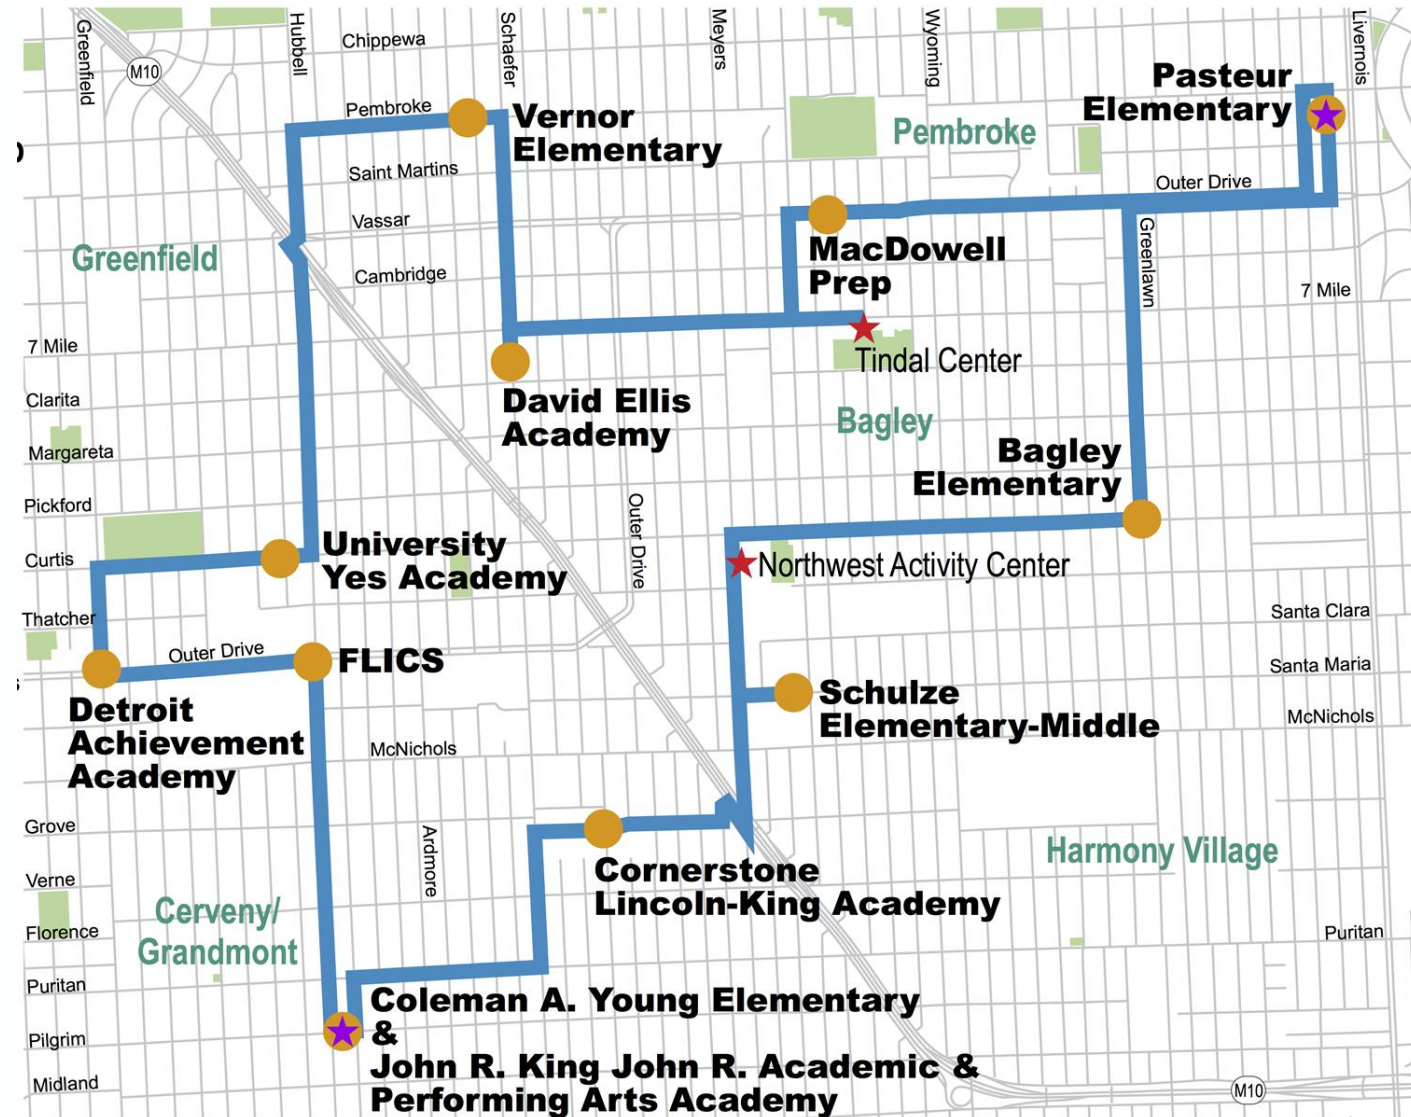 Greenfield
Hubbell
Schaefer
Meyers
Wyoming
Livernois
Chippewa
M10
Pasteur
Elementary
Pembroke
Vernor
Elementary
Pembroke
Saint Martins
Outer Drive
Vassar
Greenfield
Cambridge
MacDowell
Prep
Greenlawn
7 Mile
7 Mile
Tindal Center
Clarita
David Ellis
Academy
Bagley
Margareta
Bagley
Elementary
Pickford
Outer Drive
Curtis
University
Yes Academy
Northwest Activity Center
Thatcher
Santa Clara
Outer Drive
FLICS
Santa Maria
Detroit
Achievement
Academy
Schulze
Elementary-Middle
McNichols
McNichols
Grove
Ardmore
Cornerstone
Lincoln-King Academy
Harmony Village
Verne
Cerveny/
Grandmont
Florence
Puritan
Puritan
Coleman A. Young Elementary
&
John R. King John R. Academic &
Performing Arts Academy
Pilgrim
Midland
M10